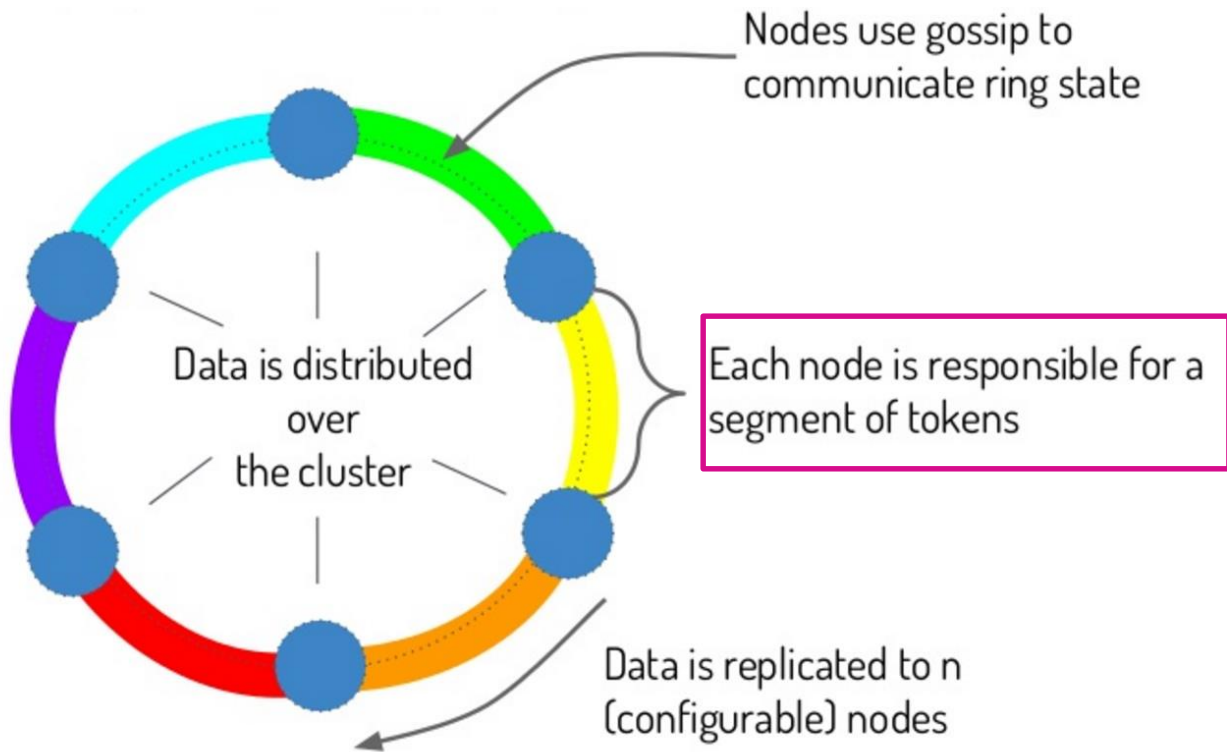 Nodes use gossip to
communicate ring state
Data is distributed
over
the cluster
Each node is responsible for a
segment of tokens
Data is replicated to n
(configurable) nodes